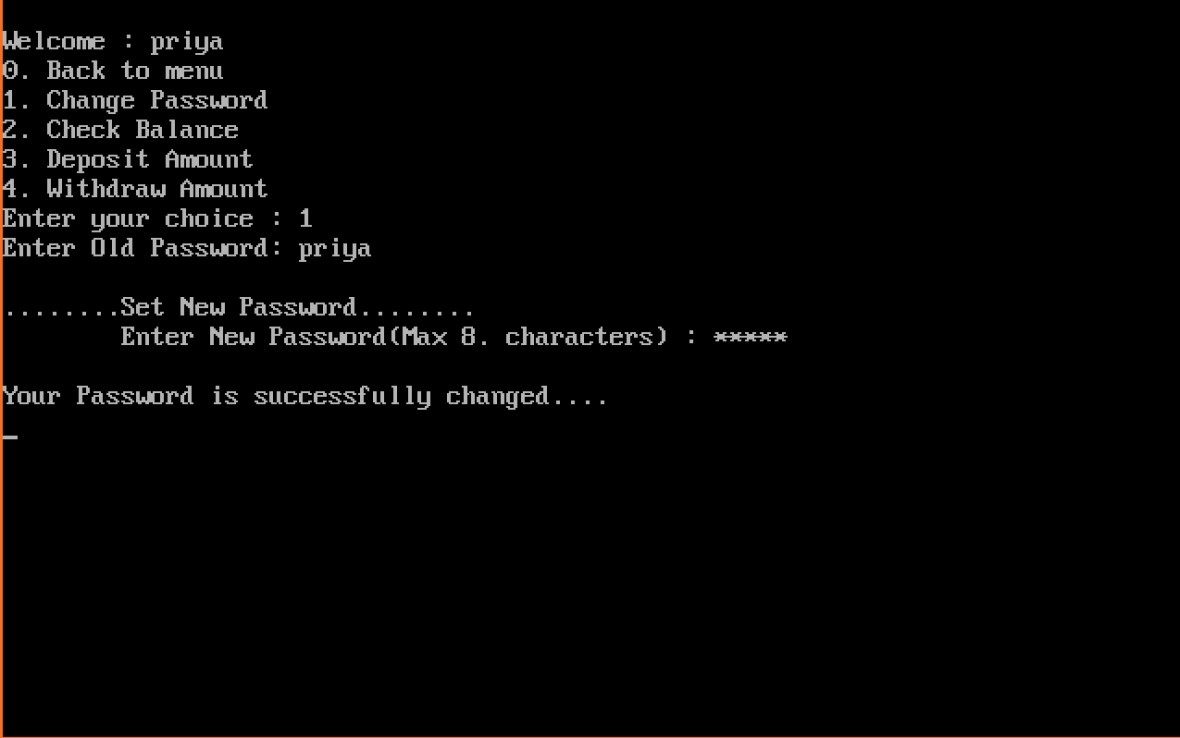 Welcome : priya
0. Back to menu
1. Change Password
2. Check Balance
3. Deposit Amount
4. Withdraw Amount
Enter your choice : 1
Enter Old Password: priya
........Set New Password........
Enter New Password(Max 8. characters) : *****
Your Password is successfully changed....